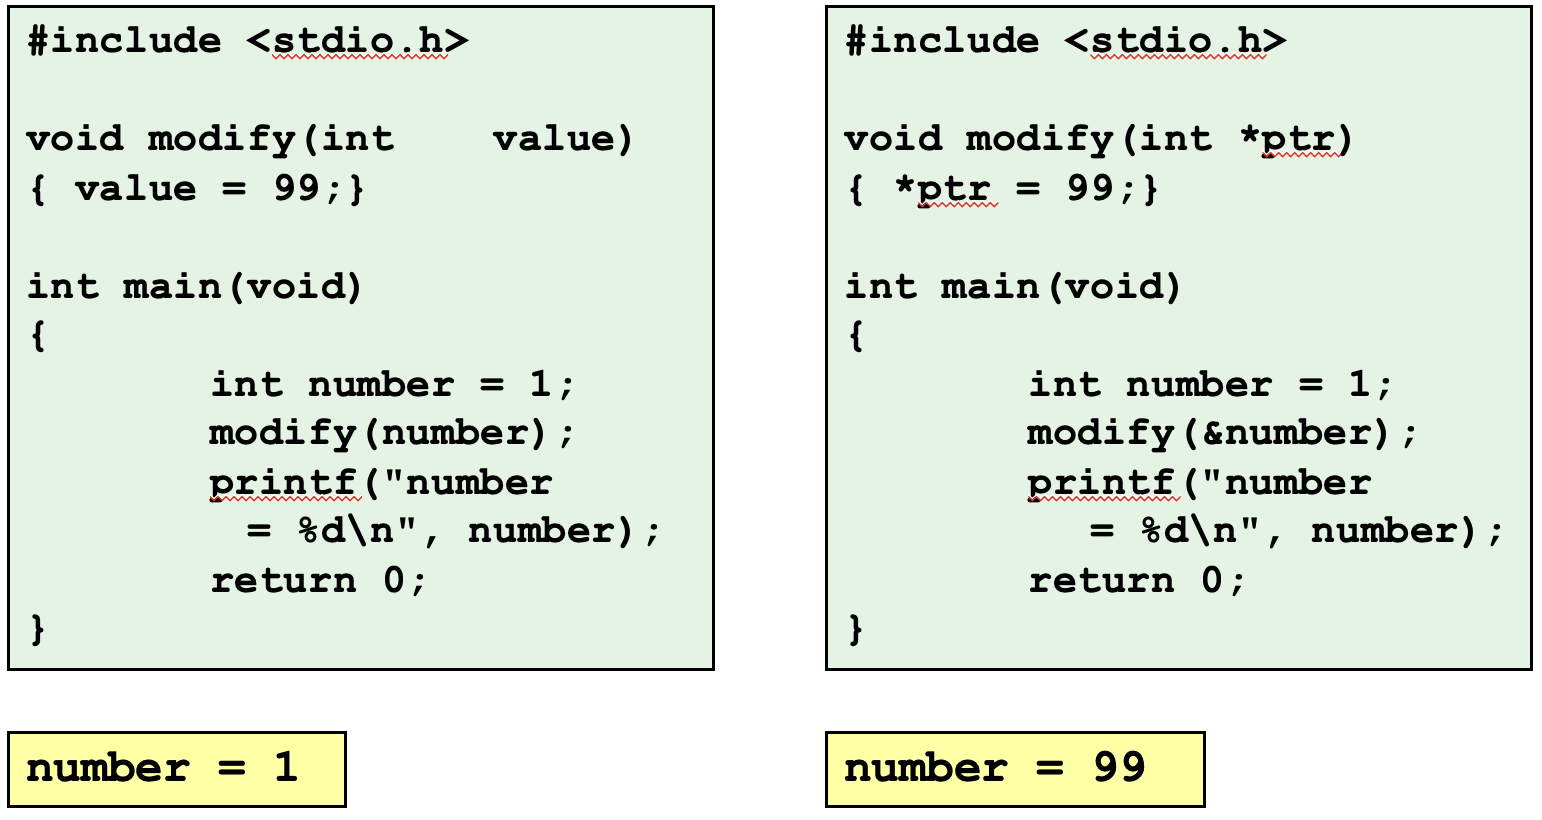 #include <stdio.h>
void modify(int    value)
{ value = 99;}
int main(void)
{
int number = 1;
modify(number);
printf("number
= %d\n", number);
return 0;
}
number = 1
#include <stdio.h>
void modify(int *ptr)
{ *ptr = 99;}
int main(void)
{
int number = 1;
modify(&number);
printf("number
= %d\n", number);
return 0;
}
number = 99